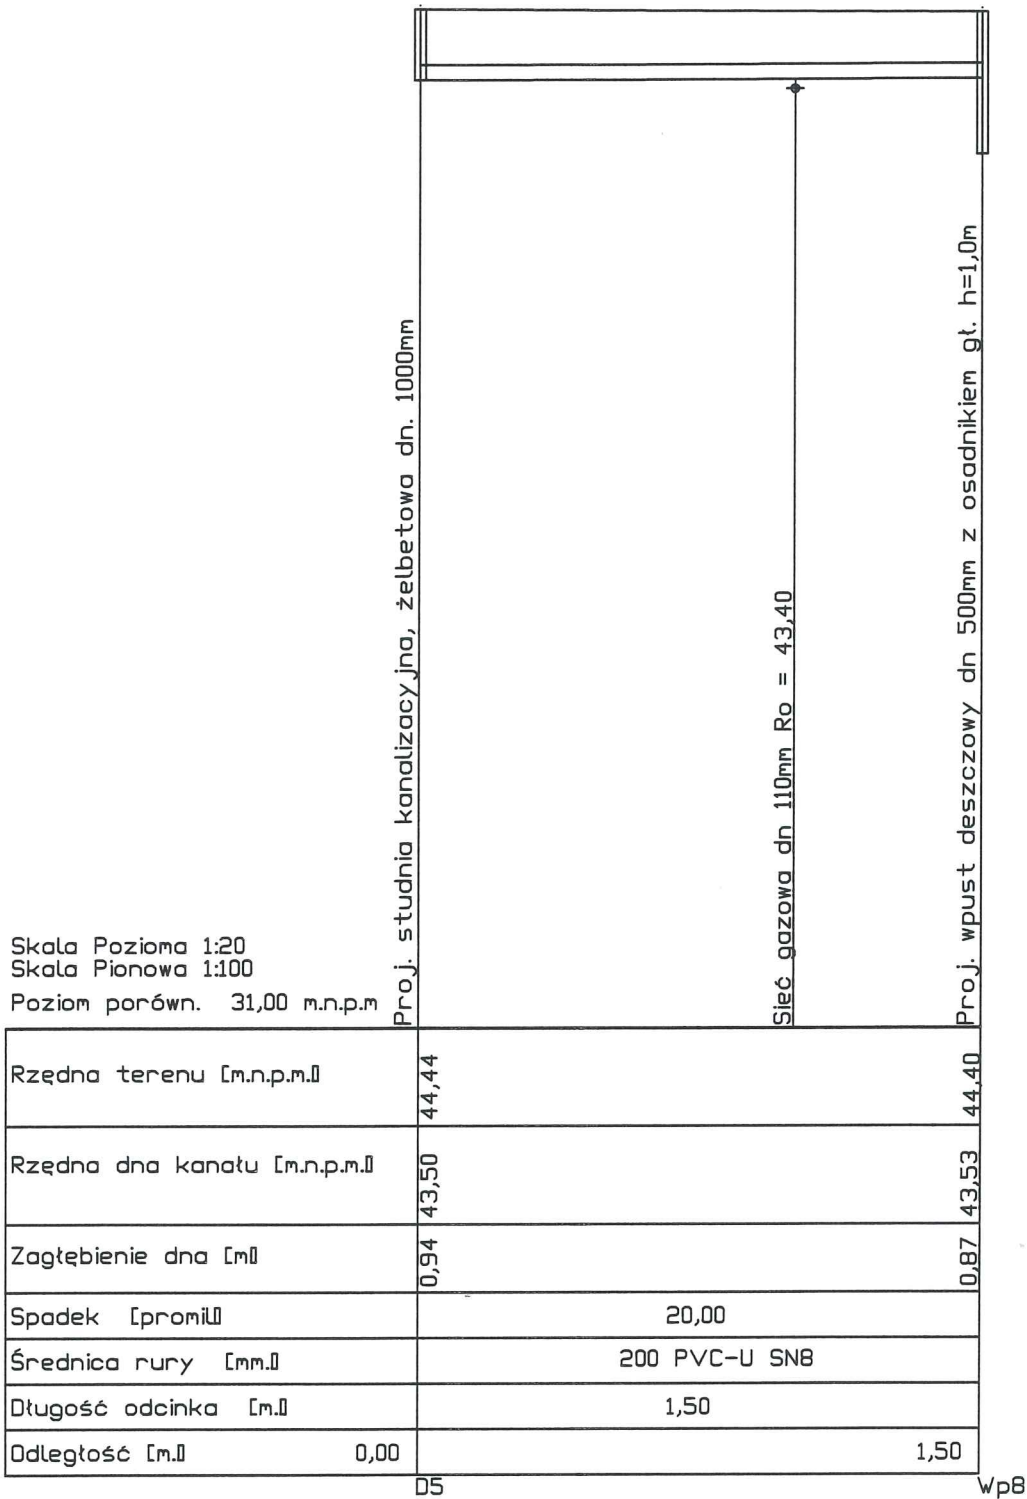 Proj. studnia kanalizacyjna, żelbetowa dn. 1000mm
Sieć gazowa dn 110mm Ro = 43,40
Proj. wpust deszczowy dn 500mm z osadnikiem gł. h=1,0m
Skala Pozioma 1:20
Skala Pionowa 1:100
Poziom porówn. 31,00 m.n.p.m
Rzędna terenu [m.n.p.m.] 44,44 44,40
Rzędna dna kanału [m.n.p.m.] 43,50 43,53
Zagłębienie dna [m] 0,94 0,87
Spadek [promil] 20,00
Średnica rury [mm.] 200 PVC-U SN8
Długość odcinka [m.] 1,50
Odległość [m.] 0,00 1,50
D5 Wp8